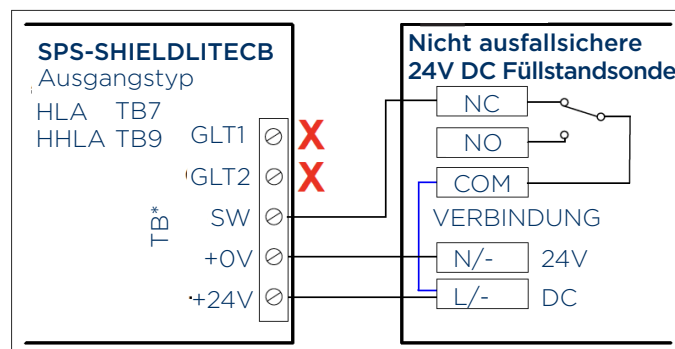 SPS-SHIELDLITECB
Ausgangstyp
HLA TB7
HHLA TB9
GLT1 X
GLT2 X
TB*
SW
+0V
+24V
Nicht ausfallsichere
24V DC Füllstandsonde
NC
NO
COM
VERBINDUNG
N/- 24V
L/- DC